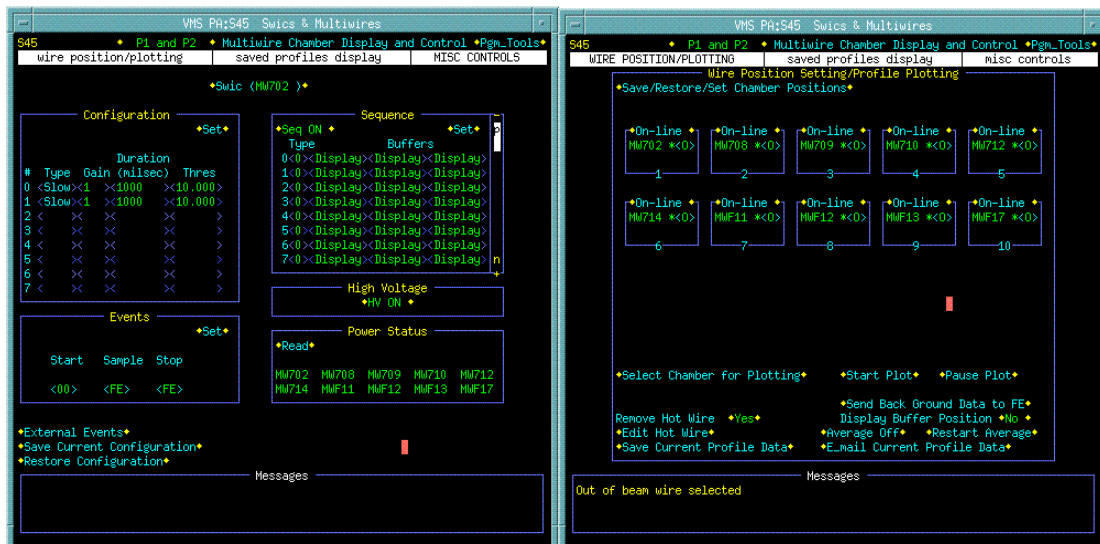 VMS PA:S45 Swics & Multiwires
S45 ◆ P1 and P2 ◆ Multiwire Chamber Display and Control ◆Pgm_Tools◆
wire position/plotting saved profiles display MISC CONTROLS
◆Swic (MW702 )◆
Configuration
◆Set◆
Duration
# Type Gain (milsec) Thres
0 <Slow><1 ><1000 ><10.000>
1 <Slow><1 ><1000 ><10.000>
2 < >< >< >
3 < >< >< >
4 < >< >< >
5 < >< >< >
6 < >< >< >
7 < >< >< >
Sequence
◆Seq ON ◆ ◆Set◆ p
Type Buffers
0<0><Display><Display><Display>
1<0><Display><Display><Display>
2<0><Display><Display><Display>
3<0><Display><Display><Display>
4<0><Display><Display><Display>
5<0><Display><Display><Display>
6<0><Display><Display><Display>
7<0><Display><Display><Display> n
+
High Voltage
◆HV ON ◆
Events
◆Set◆
Start Sample Stop
<00> <FE> <FE>
Power Status
◆Read◆
MW702 MW708 MW709 MW710 MW712
MW714 MWF11 MWF12 MWF13 MWF17
◆External Events◆
◆Save Current Configuration◆
◆Restore Configuration◆
Messages
VMS PA:S45 Swics & Multiwires
S45 ◆ P1 and P2 ◆ Multiwire Chamber Display and Control ◆Pgm_Tools◆
WIRE POSITION/PLOTTING saved profiles display misc controls
Wire Position Setting/Profile Plotting
◆Save/Restore/Set Chamber Positions◆
◆On-line ◆ ◆On-line ◆ ◆On-line ◆ ◆On-line ◆ ◆On-line ◆
MW702 *<0> MW708 *<0> MW709 *<0> MW710 *<0> MW712 *<0>
1 2 3 4 5
◆On-line ◆ ◆On-line ◆ ◆On-line ◆ ◆On-line ◆ ◆On-line ◆
MW714 *<0> MWF11 *<0> MWF12 *<0> MWF13 *<0> MWF17 *<0>
6 7 8 9 10
◆Select Chamber for Plotting◆ ◆Start Plot◆ ◆Pause Plot◆
◆Send Back Ground Data to FE◆
Remove Hot Wire ◆Yes◆ Display Buffer Position ◆No ◆
◆Edit Hot Wire◆ ◆Average Off◆ ◆Restart Average◆
◆Save Current Profile Data◆ ◆E_mail Current Profile Data◆
Messages
Out of beam wire selected